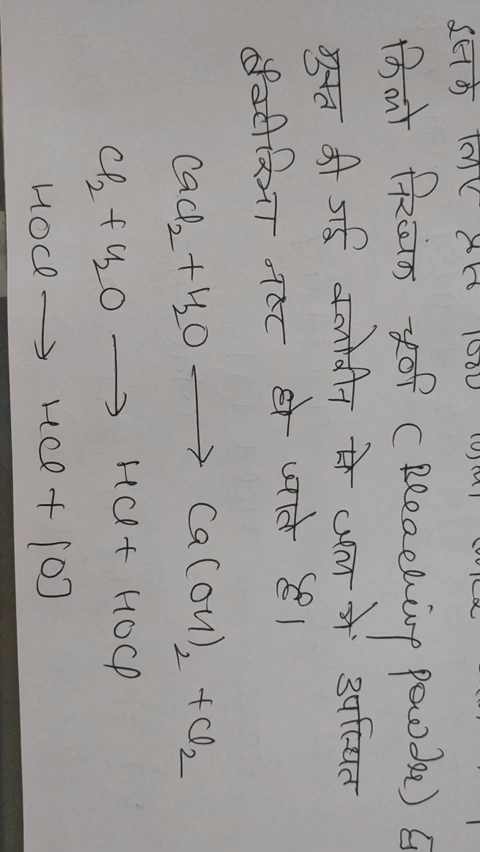 इसके लिए
किग्रा विरंजक चूर्ण (Bleaching powder)
मुक्त की गई क्लोरीन से जल में उपस्थित
बैक्टीरिया नष्ट हो जाते हैं।
CaCl₂ + H₂O ⟶ Ca(OH)₂ + Cl₂
Cl₂ + H₂O ⟶ HCl + HOCl
HOCl ⟶ HCl + [O]